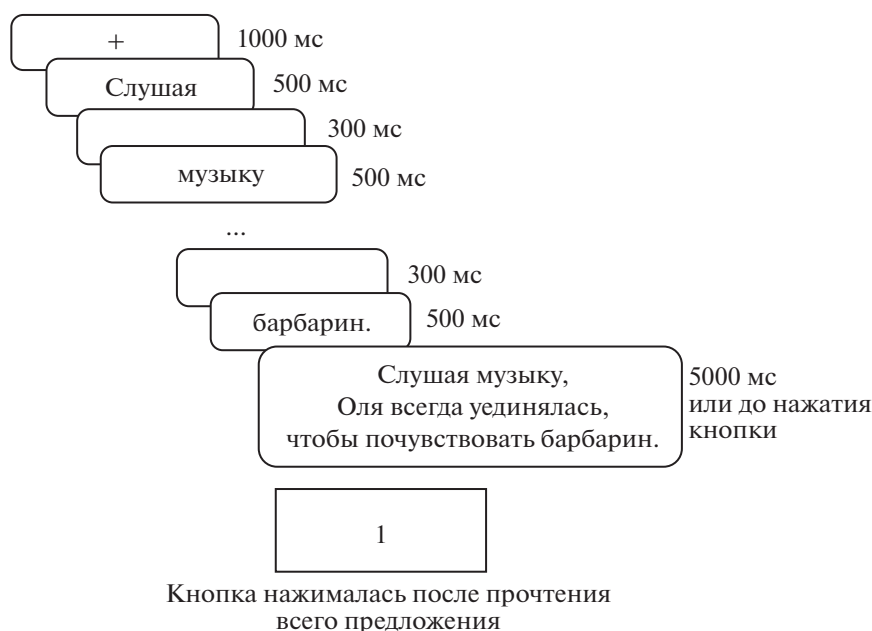 +
1000 мс
Слушая
500 мс
300 мс
музыку
500 мс
...
300 мс
барбарин.
500 мс
Слушая музыку,
Оля всегда уединялась,
чтобы почувствовать барбарин.
5000 мс
или до нажатия
кнопки
1
Кнопка нажималась после прочтения
всего предложения